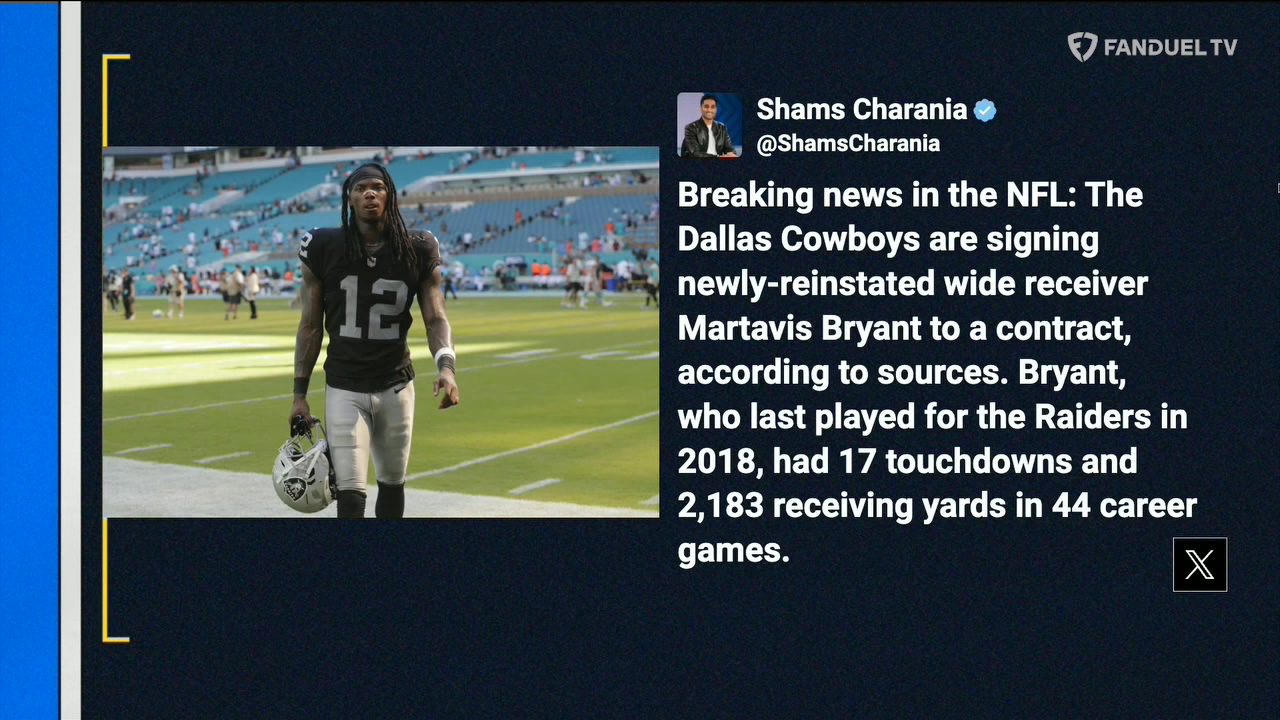 FANDUEL TV
Shams Charania
@ShamsCharania
Breaking news in the NFL: The
Dallas Cowboys are signing
newly-reinstated wide receiver
Martavis Bryant to a contract,
according to sources. Bryant,
who last played for the Raiders in
2018, had 17 touchdowns and
2,183 receiving yards in 44 career
games.
12
12